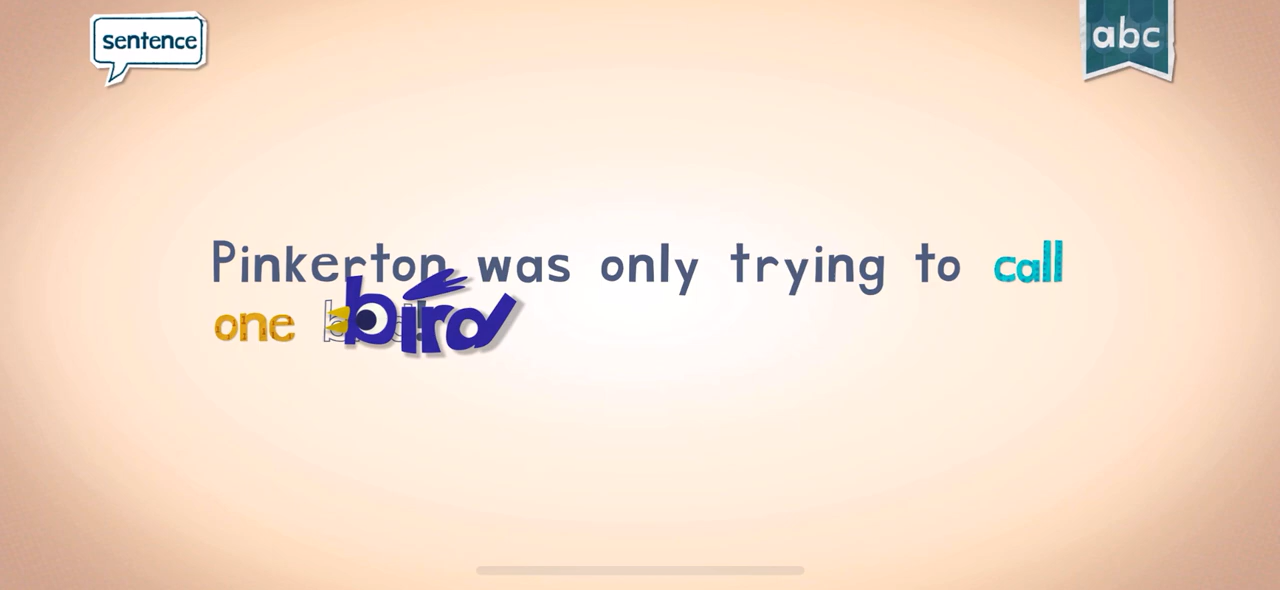 sentence
abc
Pinkerton was only trying to call
one bird!